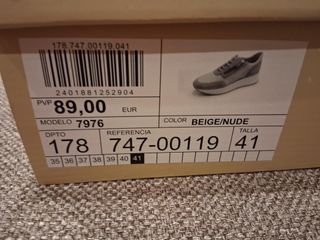 178.747.00119.041
2401881252904
PVP 89,00 EUR
MODELO 7976
COLOR BEIGE/NUDE
DPTO REFERENCIA TALLA
178 747-00119 41
35 36 37 38 39 40 41